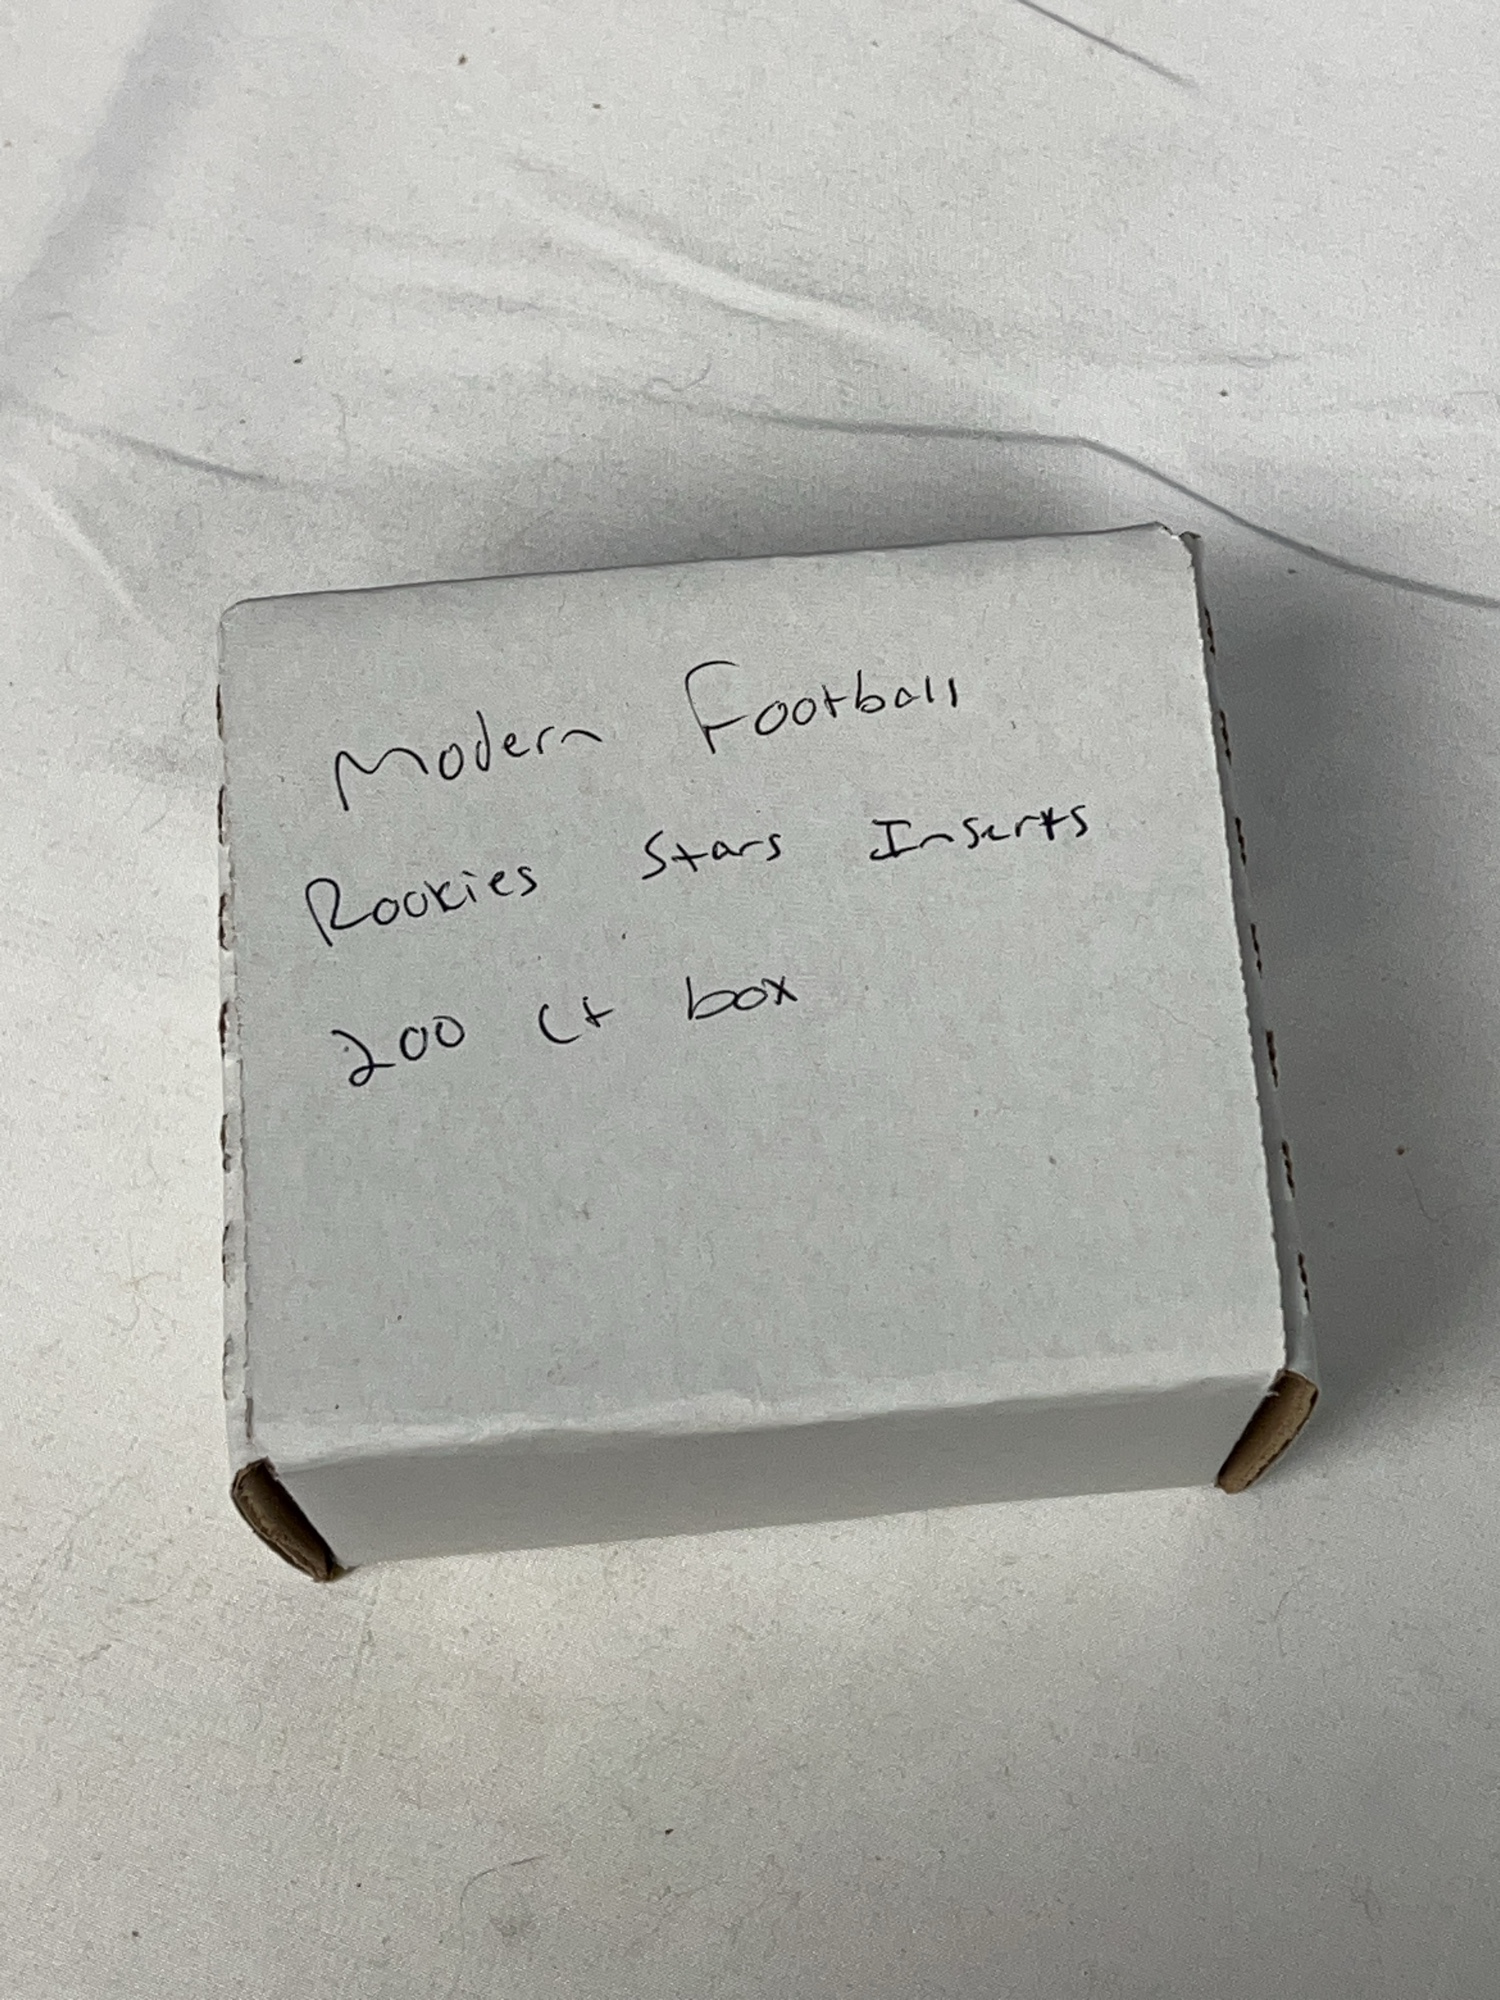 Modern Football
Rookies Stars Inserts
200 ct box